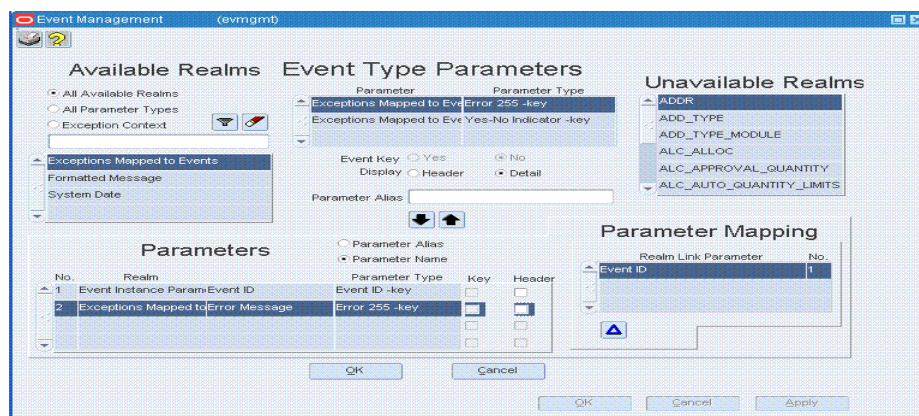 Event Management (evmgmt)
Available Realms
All Available Realms
All Parameter Types
Exception Context
Exceptions Mapped to Events
Formatted Message
System Date
Event Type Parameters
Parameter Parameter Type
Exceptions Mapped to Eve Error 255 -key
Exceptions Mapped to Eve Yes-No Indicator -key
Event Key Yes No
Display Header Detail
Parameter Alias
Unavailable Realms
ADDR
ADD_TYPE
ADD_TYPE_MODULE
ALC_ALLOC
ALC_APPROVAL_QUANTITY
ALC_AUTO_QUANTITY_LIMITS
Parameters
Parameter Alias
Parameter Name
No. Realm Parameter Type Key Header
1 Event Instance Param Event ID Event ID -key
2 Exceptions Mapped to Error Message Error 255 -key
Parameter Mapping
Realm Link Parameter No.
Event ID 1
OK Cancel
OK Cancel Apply